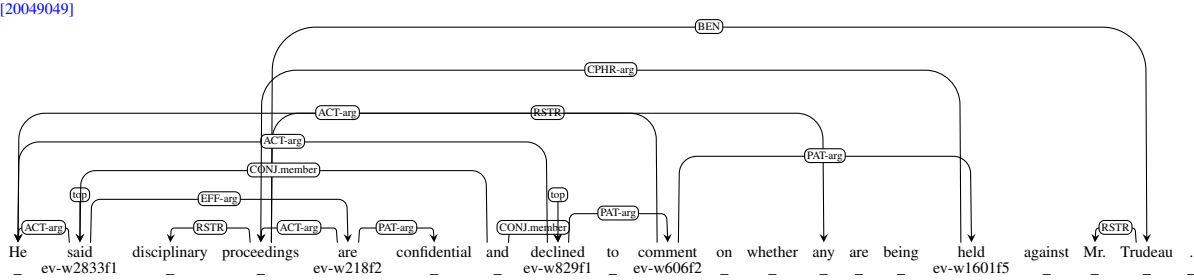 [20049049]
BEN
CPHR-arg
ACT-arg RSTR
ACT-arg
PAT-arg
CONJ.member
top top
EFF-arg
PAT-arg
ACT-arg RSTR ACT-arg PAT-arg CONJ.member RSTR
He said disciplinary proceedings are confidential and declined to comment on whether any are being held against Mr. Trudeau .
_ ev-w2833f1 _ _ ev-w218f2 _ _ ev-w829f1 _ ev-w606f2 _ _ _ _ _ ev-w1601f5 _ _ _ _